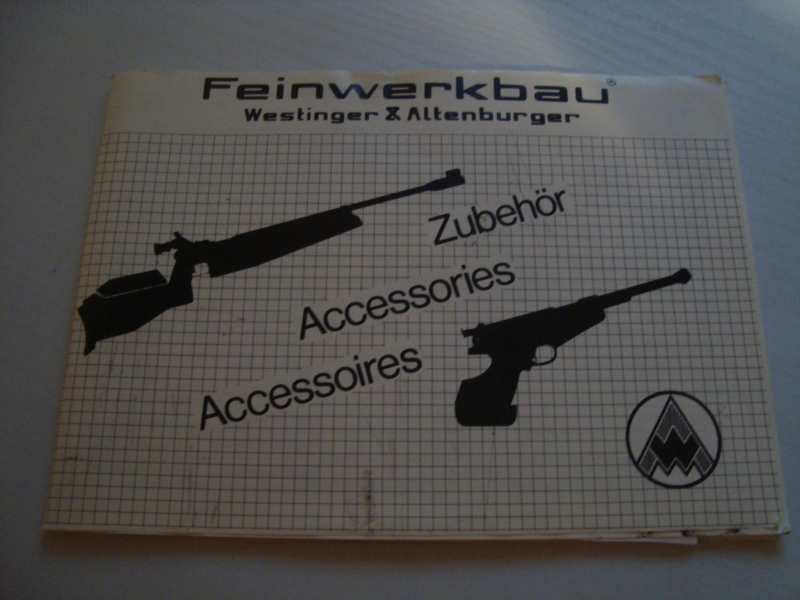 Feinwerkbau®
Westinger & Altenburger
Zubehör
Accessories
Accessoires